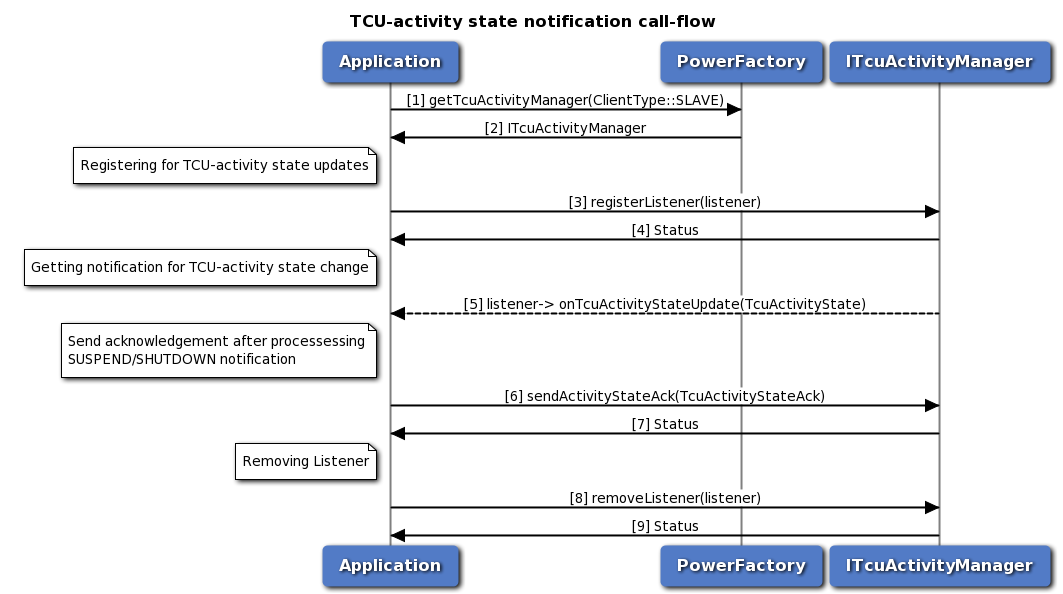 TCU-activity state notification call-flow
Application
PowerFactory
ITcuActivityManager
[1] getTcuActivityManager(ClientType::SLAVE)
[2] ITcuActivityManager
Registering for TCU-activity state updates
[3] registerListener(listener)
[4] Status
Getting notification for TCU-activity state change
[5] listener-> onTcuActivityStateUpdate(TcuActivityState)
Send acknowledgement after processessing
SUSPEND/SHUTDOWN notification
[6] sendActivityStateAck(TcuActivityStateAck)
[7] Status
Removing Listener
[8] removeListener(listener)
[9] Status
Application
PowerFactory
ITcuActivityManager